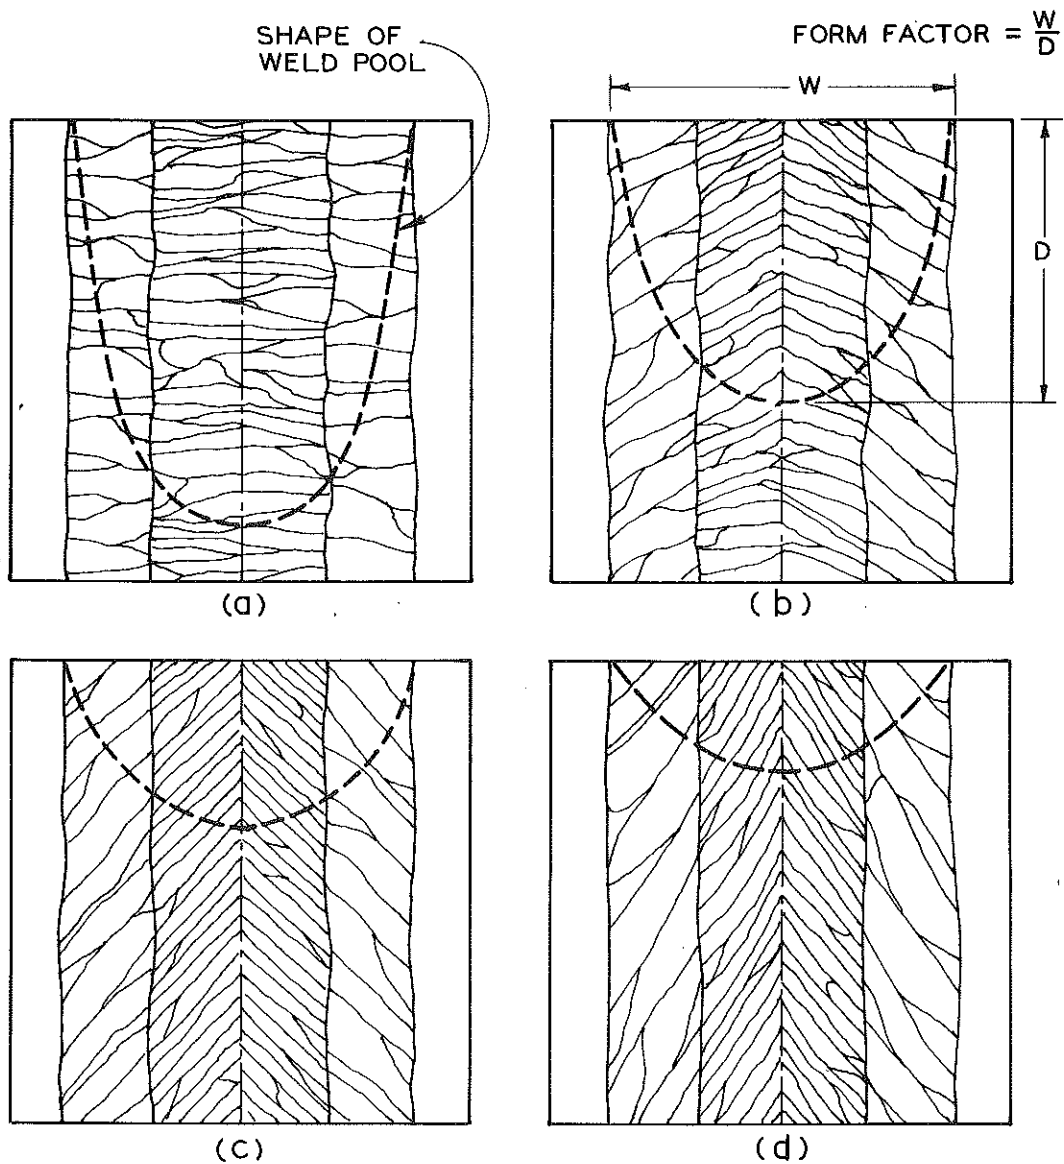 SHAPE OF
WELD POOL
FORM FACTOR = W/D
W
D
(a)
(b)
(c)
(d)